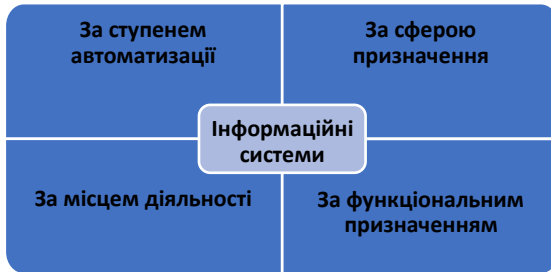 За ступенем
автоматизації
За сферою
призначення
Інформаційні
системи
За місцем діяльності
За функціональним
призначенням